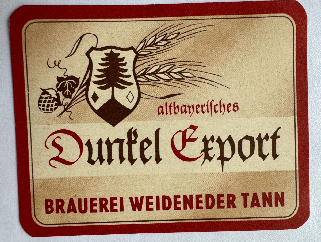 altbayerisches
Dunkel Export
BRAUEREI WEIDENEDER TANN